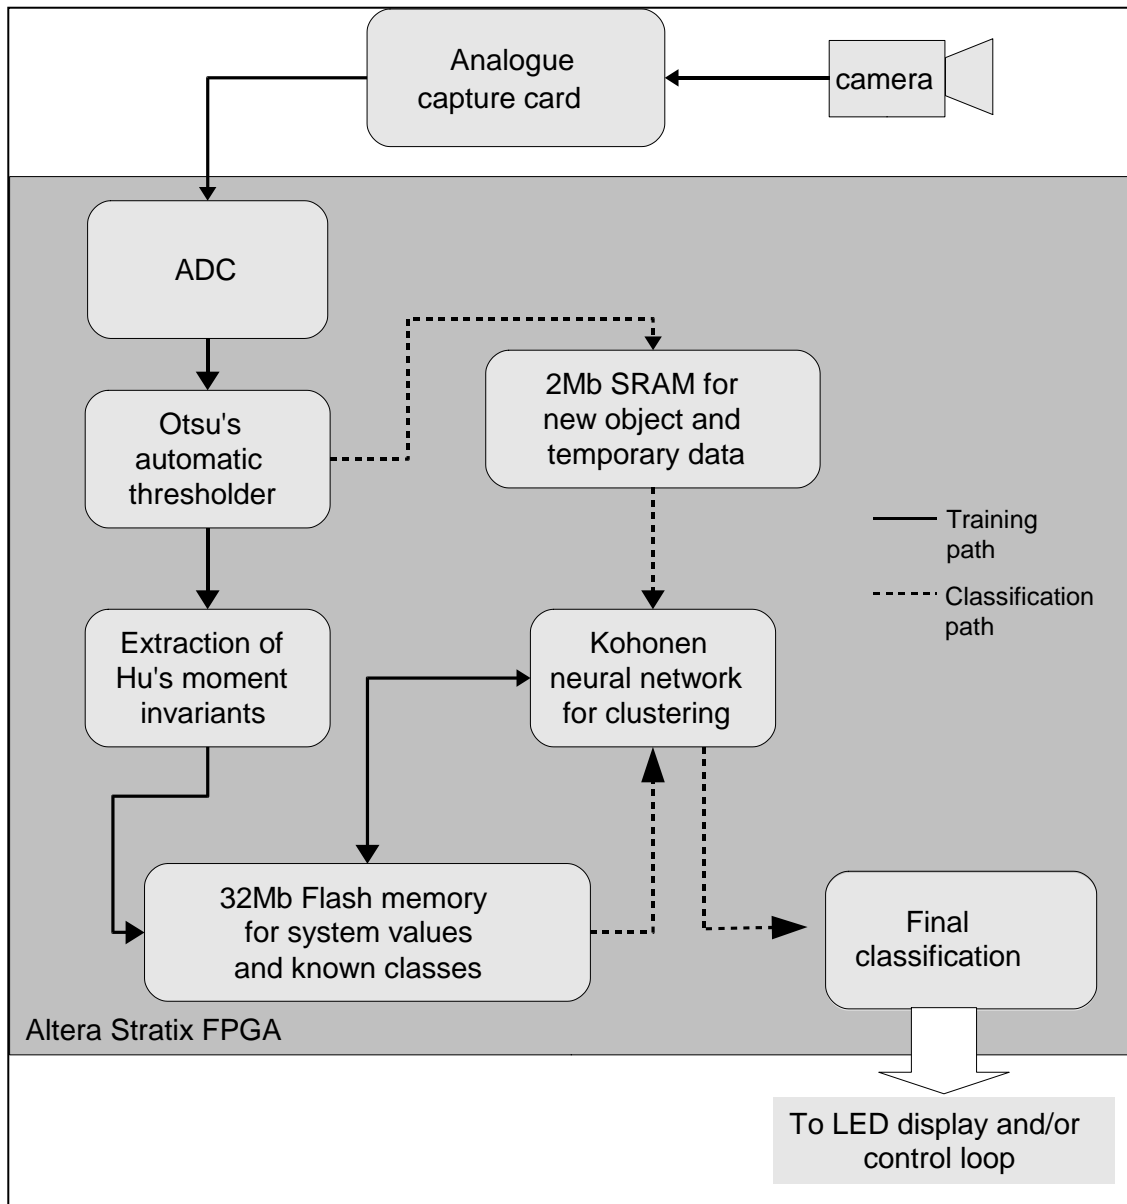 Analogue
capture card
camera
ADC
Otsu's
automatic
thresholder
2Mb SRAM for
new object and
temporary data
Training
path
Classification
path
Extraction of
Hu's moment
invariants
Kohonen
neural network
for clustering
32Mb Flash memory
for system values
and known classes
Final
classification
Altera Stratix FPGA
To LED display and/or
control loop